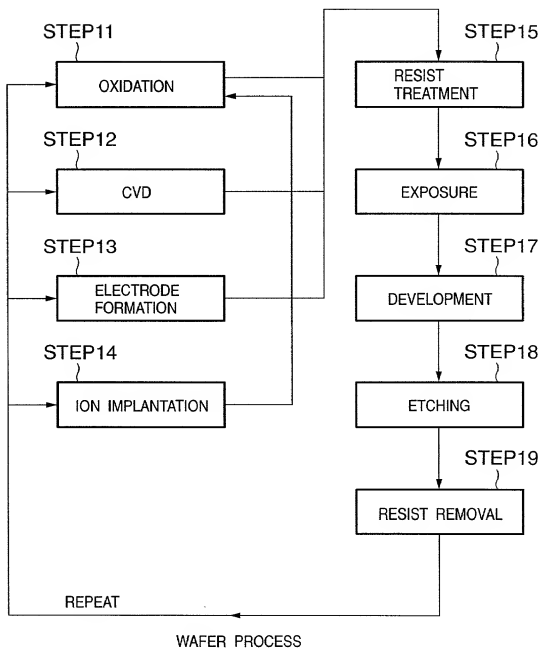 STEP11
OXIDATION
STEP12
CVD
STEP13
ELECTRODE
FORMATION
STEP14
ION IMPLANTATION
STEP15
RESIST
TREATMENT
STEP16
EXPOSURE
STEP17
DEVELOPMENT
STEP18
ETCHING
STEP19
RESIST REMOVAL
REPEAT
WAFER PROCESS